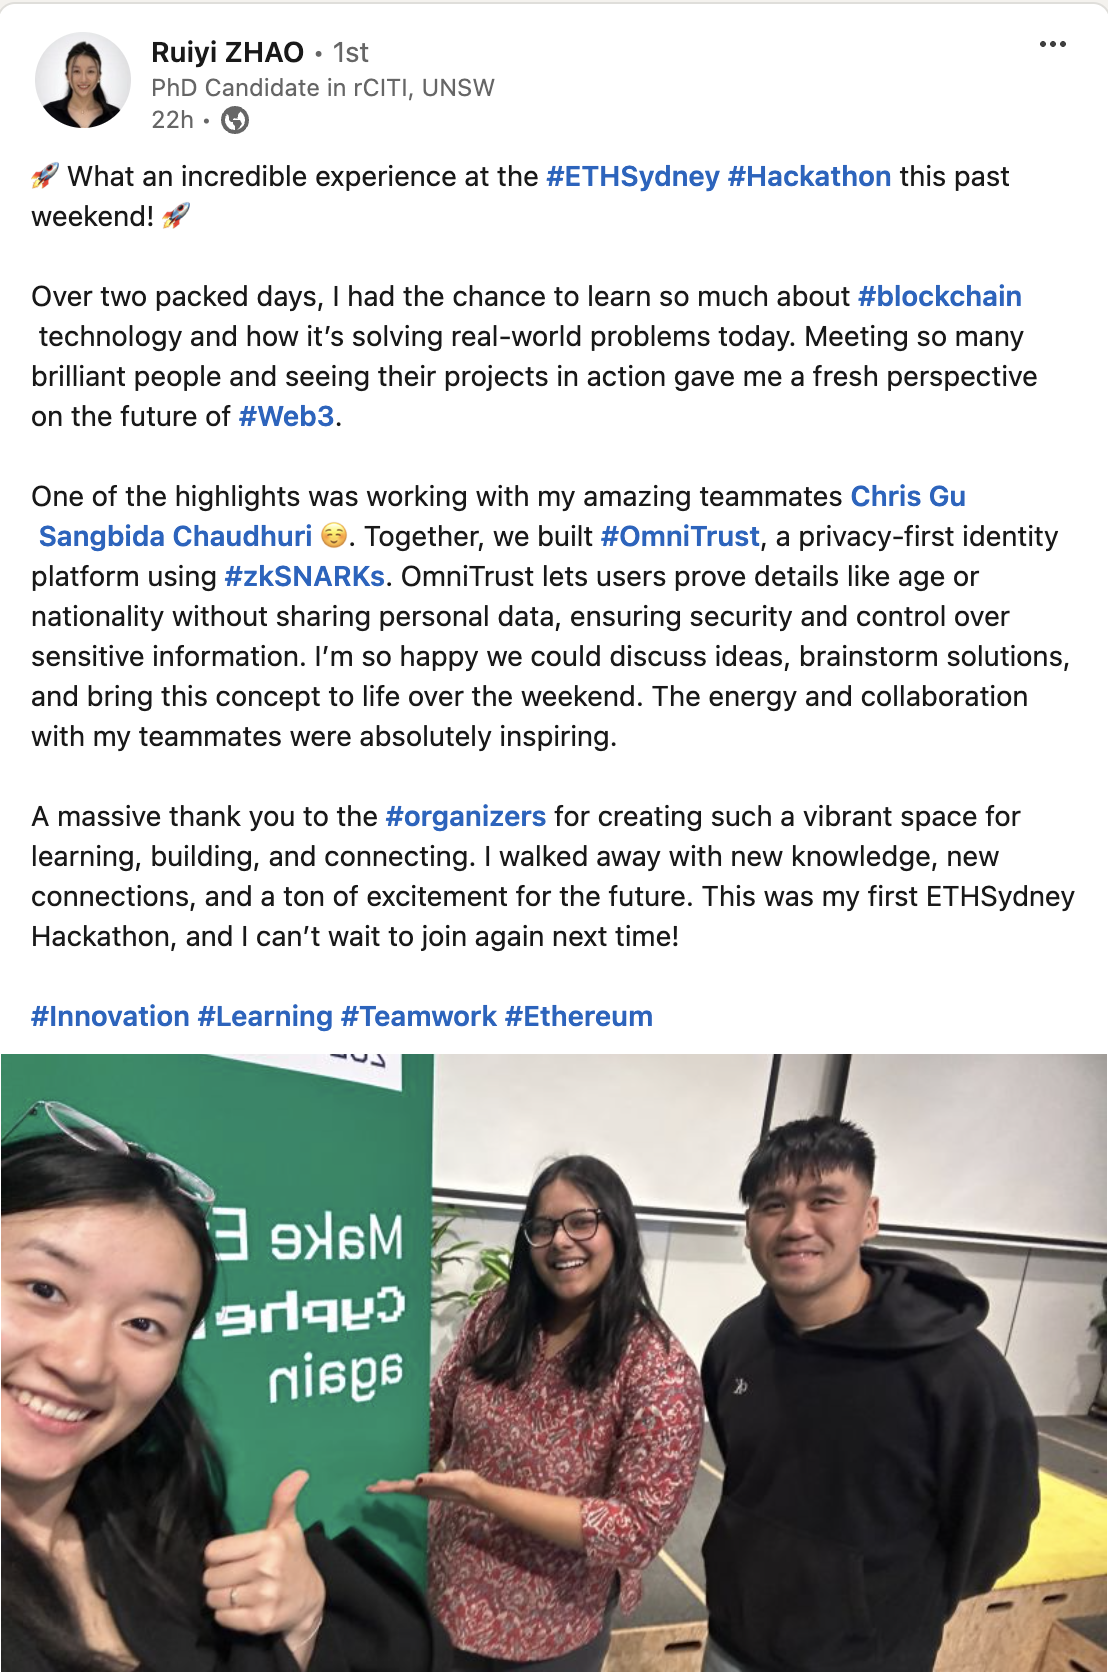 Ruiyi ZHAO • 1st
PhD Candidate in rCITI, UNSW
22h •
🚀 What an incredible experience at the #ETHSydney #Hackathon this past
weekend! 🚀
Over two packed days, I had the chance to learn so much about #blockchain
technology and how it’s solving real-world problems today. Meeting so many
brilliant people and seeing their projects in action gave me a fresh perspective
on the future of #Web3.
One of the highlights was working with my amazing teammates Chris Gu
Sangbida Chaudhuri ☺️. Together, we built #OmniTrust, a privacy-first identity
platform using #zkSNARKs. OmniTrust lets users prove details like age or
nationality without sharing personal data, ensuring security and control over
sensitive information. I’m so happy we could discuss ideas, brainstorm solutions,
and bring this concept to life over the weekend. The energy and collaboration
with my teammates were absolutely inspiring.
A massive thank you to the #organizers for creating such a vibrant space for
learning, building, and connecting. I walked away with new knowledge, new
connections, and a ton of excitement for the future. This was my first ETHSydney
Hackathon, and I can’t wait to join again next time!
#Innovation #Learning #Teamwork #Ethereum
Make E
Cypher
again